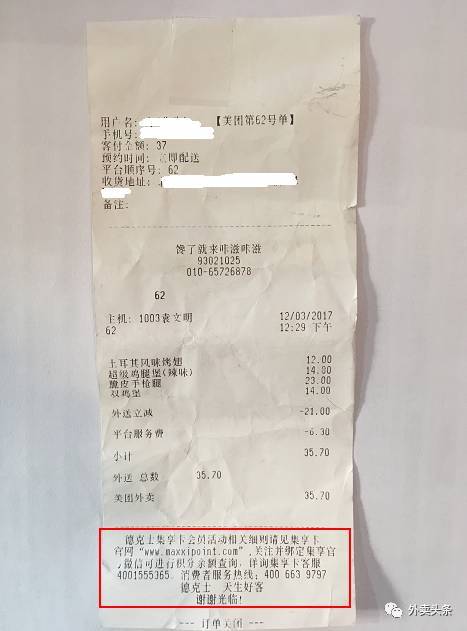 用户名: 【美团第62号单】
手机号:
客付金额: 37
预约时间: 立即配送
平台顺序号: 62
收货地址:
备注:
馋了就来咔滋咔滋
93021025
010-65726878
62
主机: 1003袁文明 12/03/2017
62 12:29 下午
土耳其风味烤翅 12.00
超级鸡腿堡(辣味) 14.00
脆皮手枪腿 23.00
双鸡堡 14.00
外送立减 -21.00
平台服务费 -6.30
小计 35.70
外送 总数 35.70
美团外卖 35.70
德克士集享卡会员活动相关细则请见集享卡
官网“www.maxxipoint.com”,关注并绑定集享官
方微信可进行积分余额查询, 详询集享卡客服
4001555365. 消费者服务热线: 400 663 9797
德克士 天生好客
谢谢光临!
--- 订单关闭 ---
外卖头条